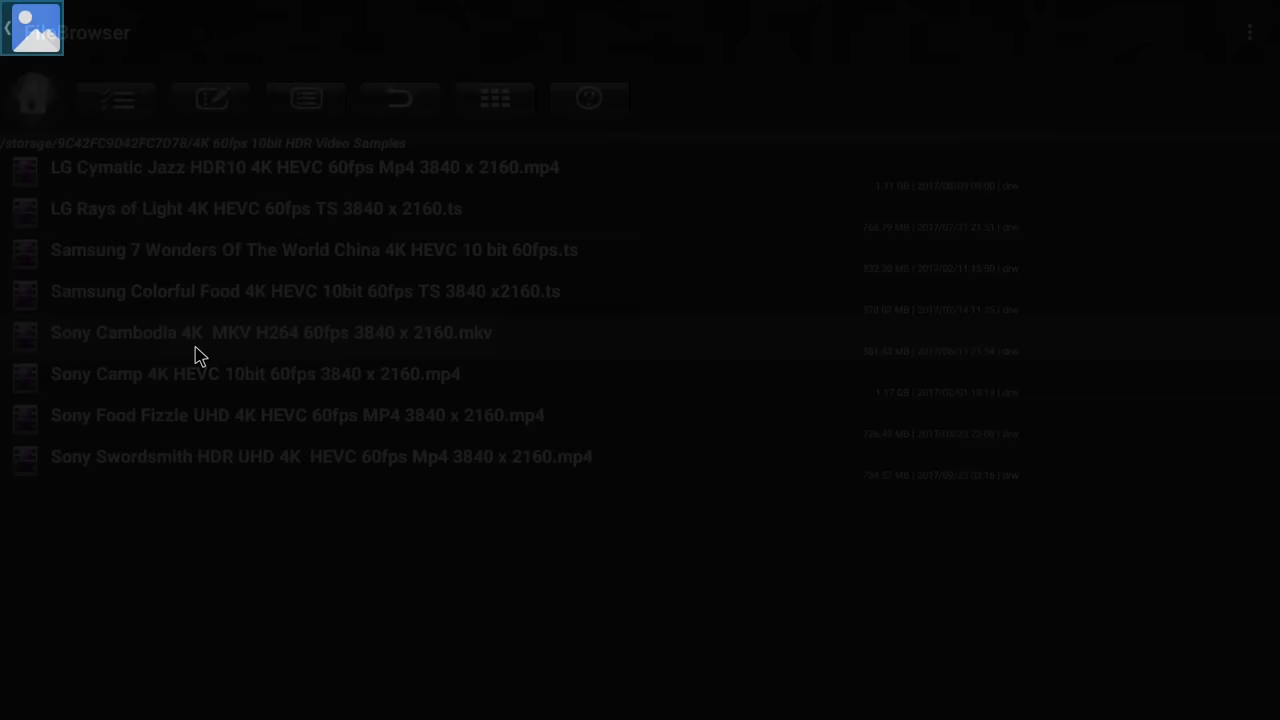 FileBrowser
/storage/9C42FC9D42FC7D78/4K 60fps 10bit HDR Video Samples
LG Cymatic Jazz HDR10 4K HEVC 60fps Mp4 3840 x 2160.mp4
LG Rays of Light 4K HEVC 60fps TS 3840 x 2160.ts
Samsung 7 Wonders Of The World China 4K HEVC 10 bit 60fps.ts
Samsung Colorful Food 4K HEVC 10bit 60fps TS 3840 x2160.ts
Sony Cambodia 4K  MKV H264 60fps 3840 x 2160.mkv
Sony Camp 4K HEVC 10bit 60fps 3840 x 2160.mp4
Sony Food Fizzle UHD 4K HEVC 60fps MP4 3840 x 2160.mp4
Sony Swordsmith HDR UHD 4K  HEVC 60fps Mp4 3840 x 2160.mp4